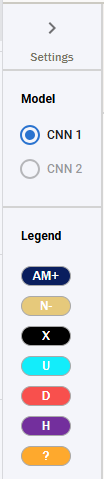 Settings
Model
CNN 1
CNN 2
Legend
AM+
N-
X
U
D
H
?